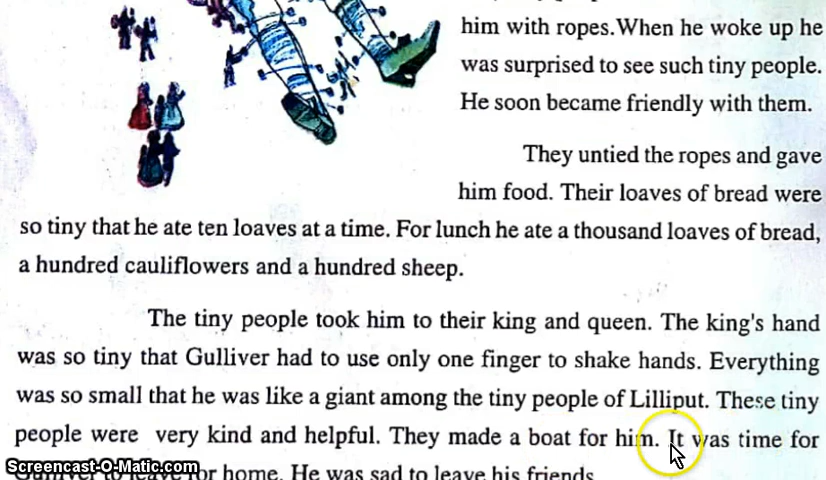 him with ropes.When he woke up he
was surprised to see such tiny people.
He soon became friendly with them.
They untied the ropes and gave
him food. Their loaves of bread were
so tiny that he ate ten loaves at a time. For lunch he ate a thousand loaves of bread,
a hundred cauliflowers and a hundred sheep.
The tiny people took him to their king and queen. The king's hand
was so tiny that Gulliver had to use only one finger to shake hands. Everything
was so small that he was like a giant among the tiny people of Lilliput. These tiny
people were very kind and helpful. They made a boat for him. It was time for
Gulliver to leave for home. He was sad to leave his friends
Screencast-O-Matic.com